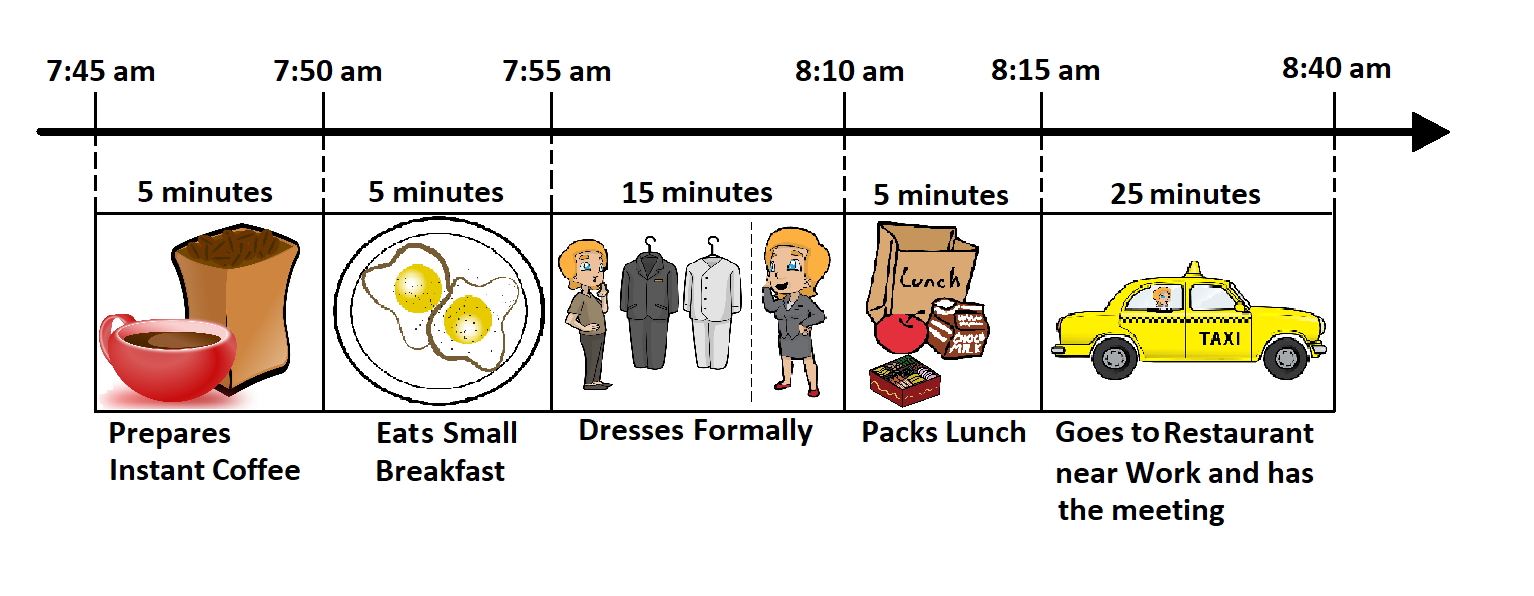 7:45 am 7:50 am 7:55 am 8:10 am 8:15 am 8:40 am
5 minutes 5 minutes 15 minutes 5 minutes 25 minutes
Lunch
CHOCO
MILK
TAXI
Prepares
Instant Coffee
Eats Small
Breakfast
Dresses Formally
Packs Lunch
Goes to Restaurant
near Work and has
the meeting